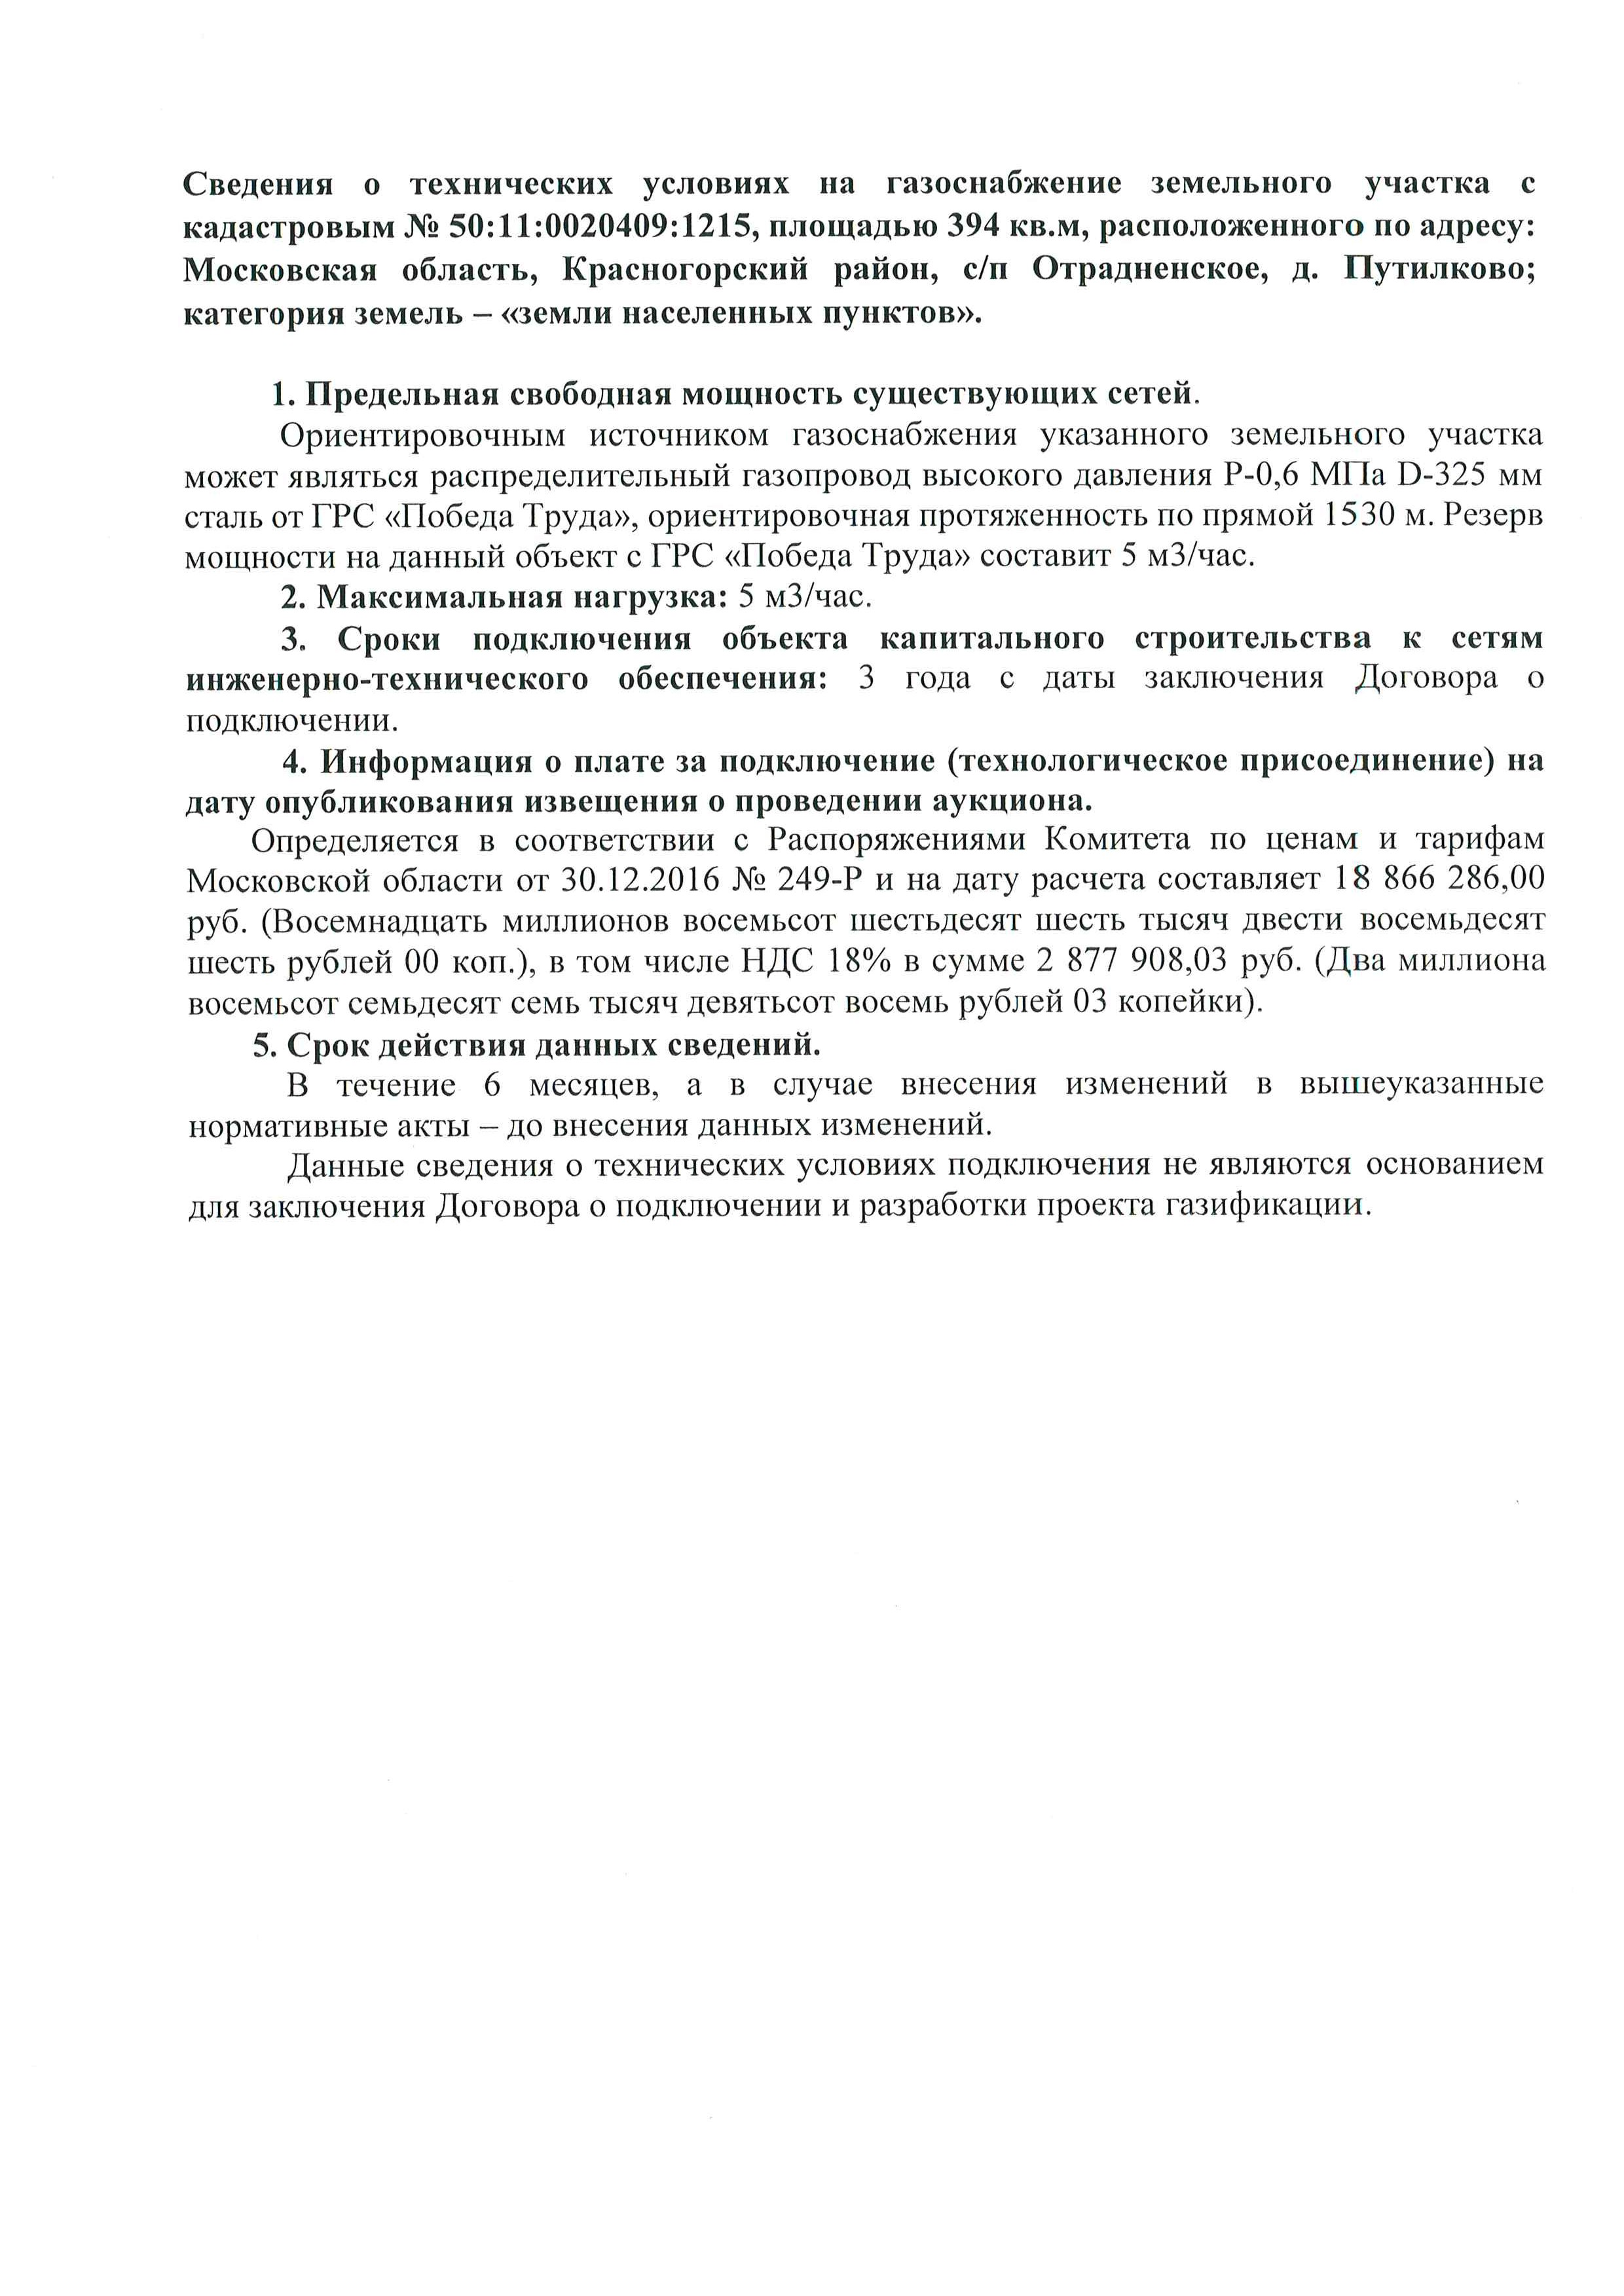 Сведения о технических условиях на газоснабжение земельного участка с
кадастровым № 50:11:0020409:1215, площадью 394 кв.м, расположенного по адресу:
Московская область, Красногорский район, с/п Отрадненское, д. Путилково;
категория земель – «земли населенных пунктов».
1. Предельная свободная мощность существующих сетей.
Ориентировочным источником газоснабжения указанного земельного участка
может являться распределительный газопровод высокого давления Р-0,6 МПа D-325 мм
сталь от ГРС «Победа Труда», ориентировочная протяженность по прямой 1530 м. Резерв
мощности на данный объект с ГРС «Победа Труда» составит 5 м3/час.
2. Максимальная нагрузка: 5 м3/час.
3. Сроки подключения объекта капитального строительства к сетям
инженерно-технического обеспечения: 3 года с даты заключения Договора о
подключении.
4. Информация о плате за подключение (технологическое присоединение) на
дату опубликования извещения о проведении аукциона.
Определяется в соответствии с Распоряжениями Комитета по ценам и тарифам
Московской области от 30.12.2016 № 249-Р и на дату расчета составляет 18 866 286,00
руб. (Восемнадцать миллионов восемьсот шестьдесят шесть тысяч двести восемьдесят
шесть рублей 00 коп.), в том числе НДС 18% в сумме 2 877 908,03 руб. (Два миллиона
восемьсот семьдесят семь тысяч девятьсот восемь рублей 03 копейки).
5. Срок действия данных сведений.
В течение 6 месяцев, а в случае внесения изменений в вышеуказанные
нормативные акты – до внесения данных изменений.
Данные сведения о технических условиях подключения не являются основанием
для заключения Договора о подключении и разработки проекта газификации.